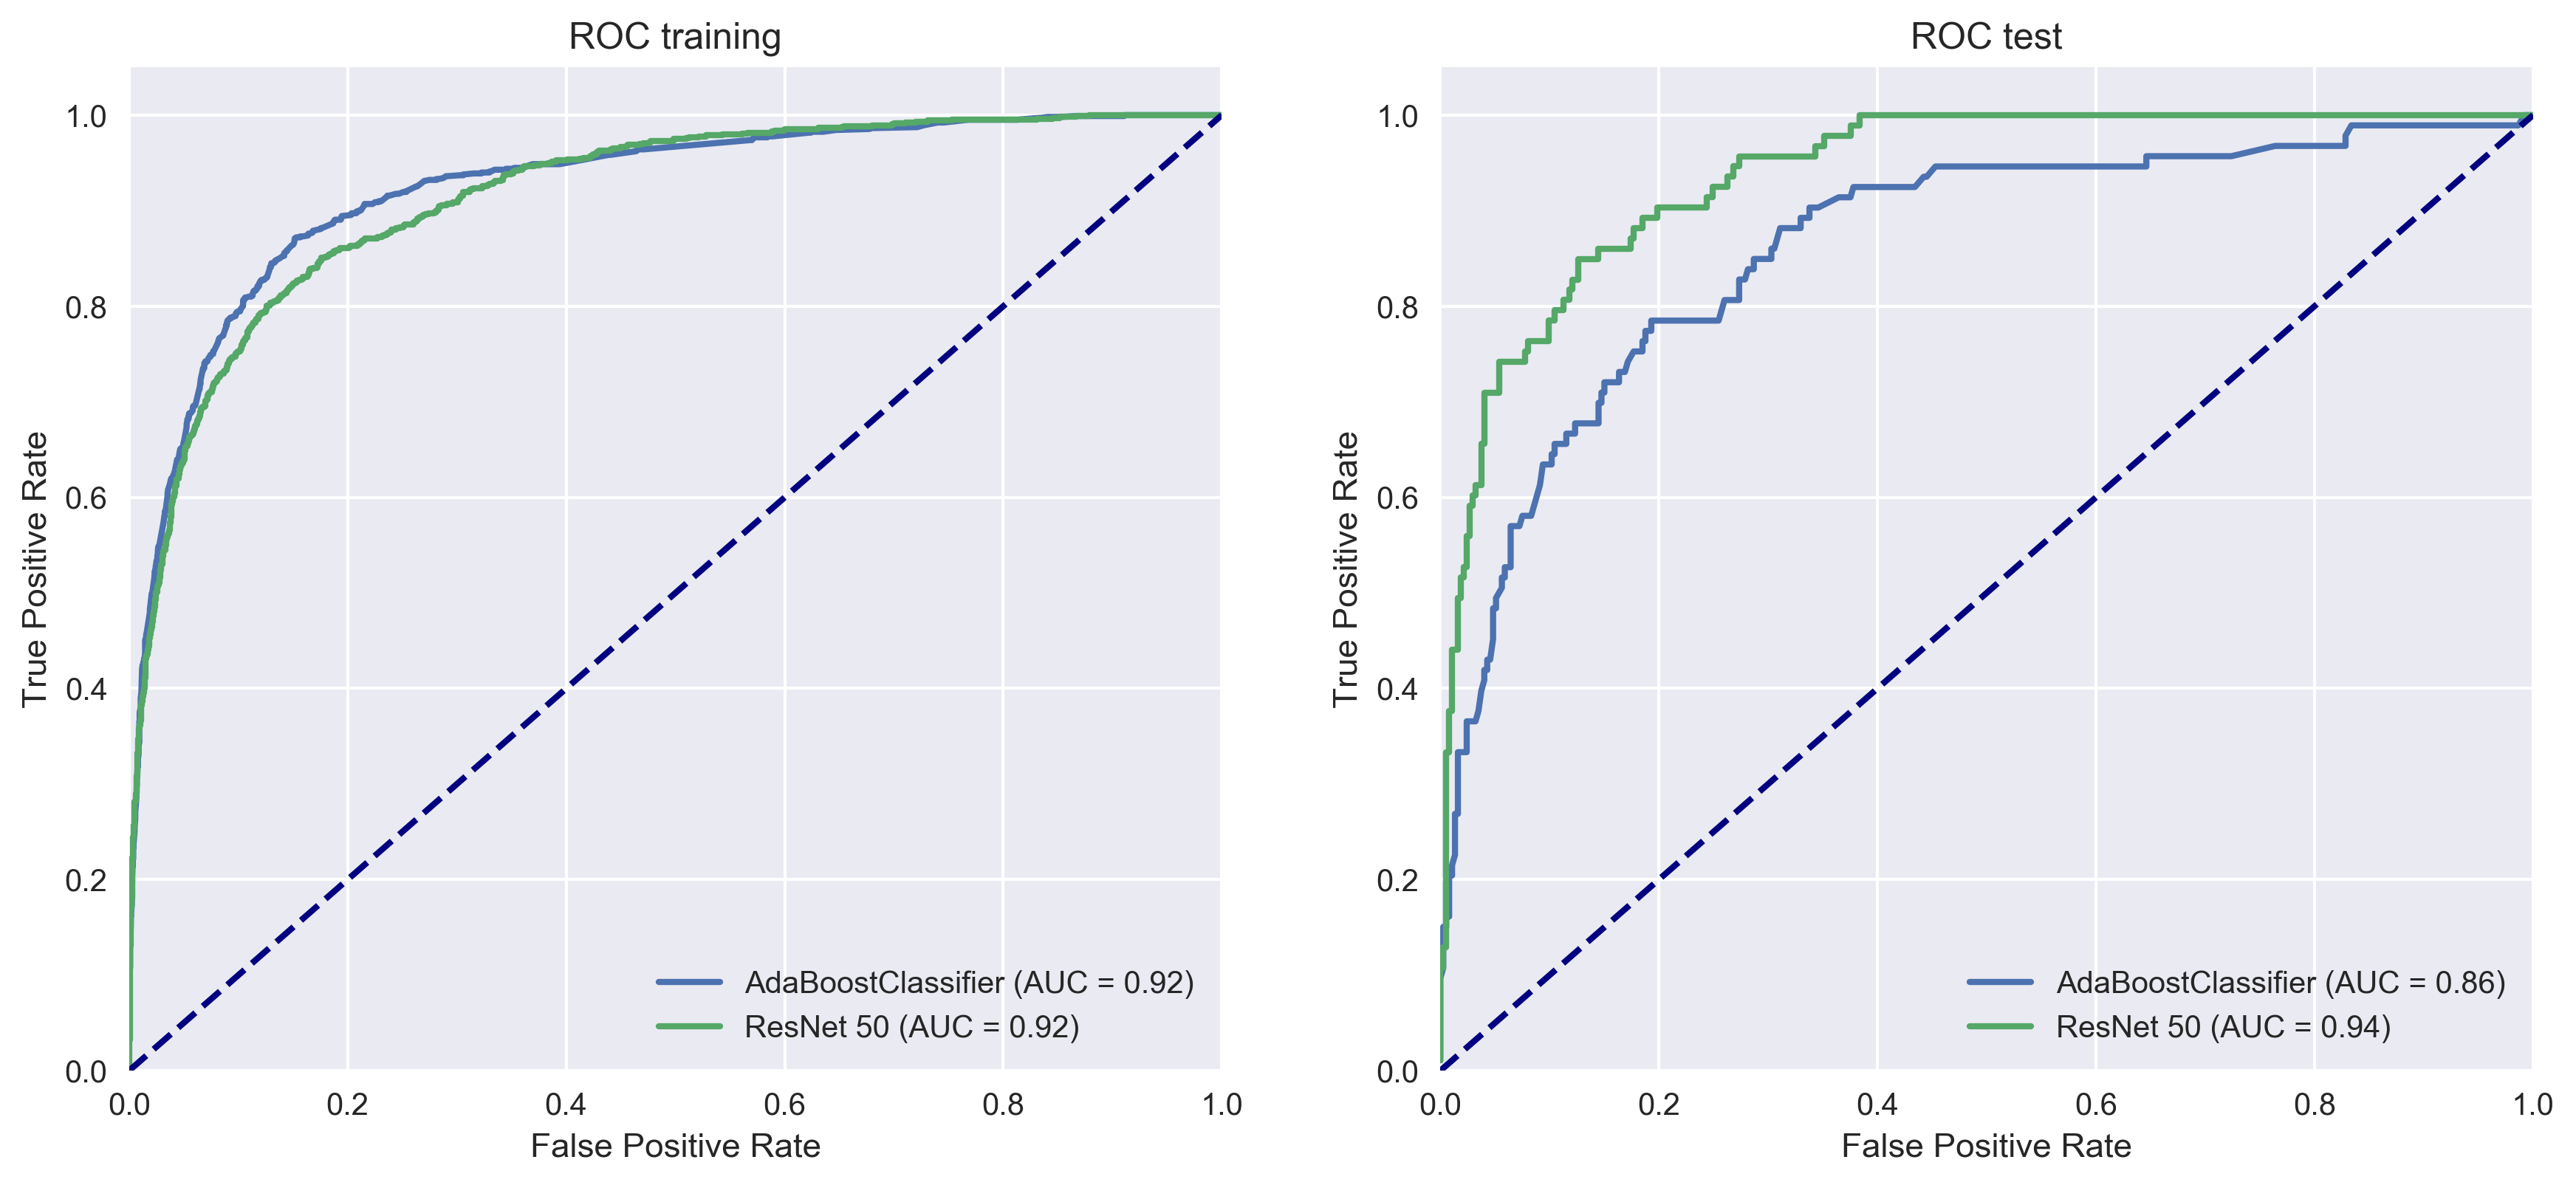 ROC training
True Positive Rate
1.0
0.8
0.6
0.4
0.2
0.0
AdaBoostClassifier (AUC = 0.92)
ResNet 50 (AUC = 0.92)
0.0 0.2 0.4 0.6 0.8 1.0
False Positive Rate
ROC test
True Positive Rate
1.0
0.8
0.6
0.4
0.2
0.0
AdaBoostClassifier (AUC = 0.86)
ResNet 50 (AUC = 0.94)
0.0 0.2 0.4 0.6 0.8 1.0
False Positive Rate